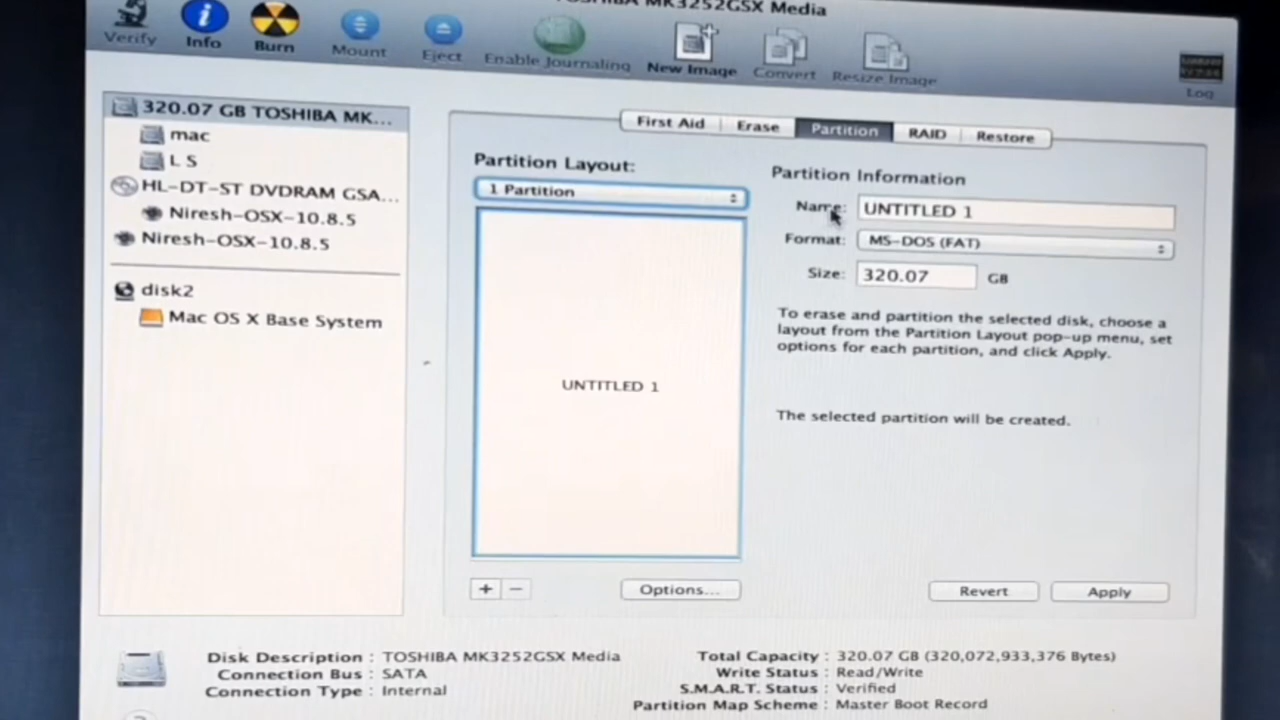 MK3252GSX Media
Verify
Info
Burn
Mount
Eject
Enable Journaling
New Image
Convert
Resize Image
Log
320.07 GB TOSHIBA MK...
mac
L S
HL-DT-ST DVDRAM GSA...
Niresh-OSX-10.8.5
Niresh-OSX-10.8.5
disk2
Mac OS X Base System
First Aid
Erase
Partition
RAID
Restore
Partition Layout:
1 Partition
UNTITLED 1
+ −
Options...
Partition Information
Name: UNTITLED 1
Format: MS-DOS (FAT)
Size: 320.07 GB
To erase and partition the selected disk, choose a
layout from the Partition Layout pop-up menu, set
options for each partition, and click Apply.
The selected partition will be created.
Revert
Apply
Disk Description : TOSHIBA MK3252GSX Media
Connection Bus : SATA
Connection Type : Internal
Total Capacity : 320.07 GB (320,072,933,376 Bytes)
Write Status : Read/Write
S.M.A.R.T. Status : Verified
Partition Map Scheme : Master Boot Record